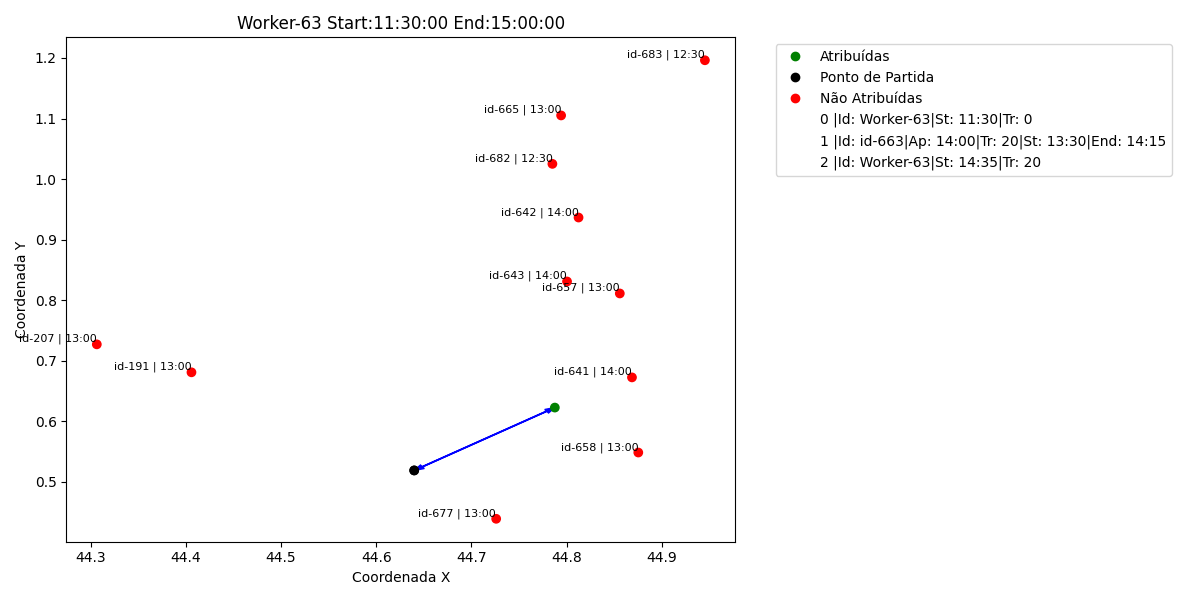 Worker-63 Start:11:30:00 End:15:00:00
Atribuídas
Ponto de Partida
Não Atribuídas
0 |Id: Worker-63|St: 11:30|Tr: 0
1 |Id: id-663|Ap: 14:00|Tr: 20|St: 13:30|End: 14:15
2 |Id: Worker-63|St: 14:35|Tr: 20
id-683 | 12:30
id-665 | 13:00
id-682 | 12:30
id-642 | 14:00
id-643 | 14:00
id-657 | 13:00
id-207 | 13:00
id-191 | 13:00
id-641 | 14:00
id-658 | 13:00
id-677 | 13:00
1.2
1.1
1.0
0.9
0.8
0.7
0.6
0.5
Coordenada Y
44.3 44.4 44.5 44.6 44.7 44.8 44.9
Coordenada X